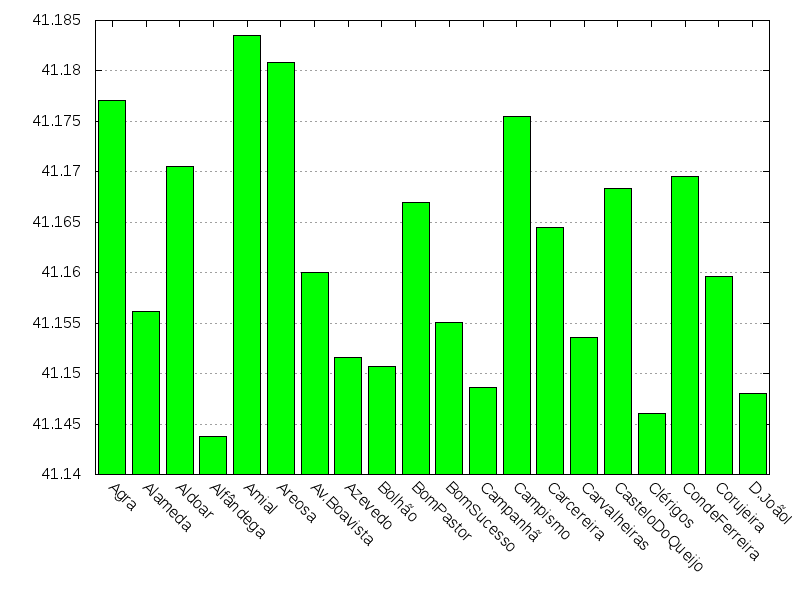 41.185
41.18
41.175
41.17
41.165
41.16
41.155
41.15
41.145
41.14
Agra
Alameda
Aldoar
Alfândega
Amial
Areosa
Av.Boavista
Azevedo
Bolhão
BomPastor
BomSucesso
Campanhã
Campismo
Carcereira
Carvalheiras
CasteloDoQueijo
Clérigos
CondeFerreira
Corujeira
D.JoãoI